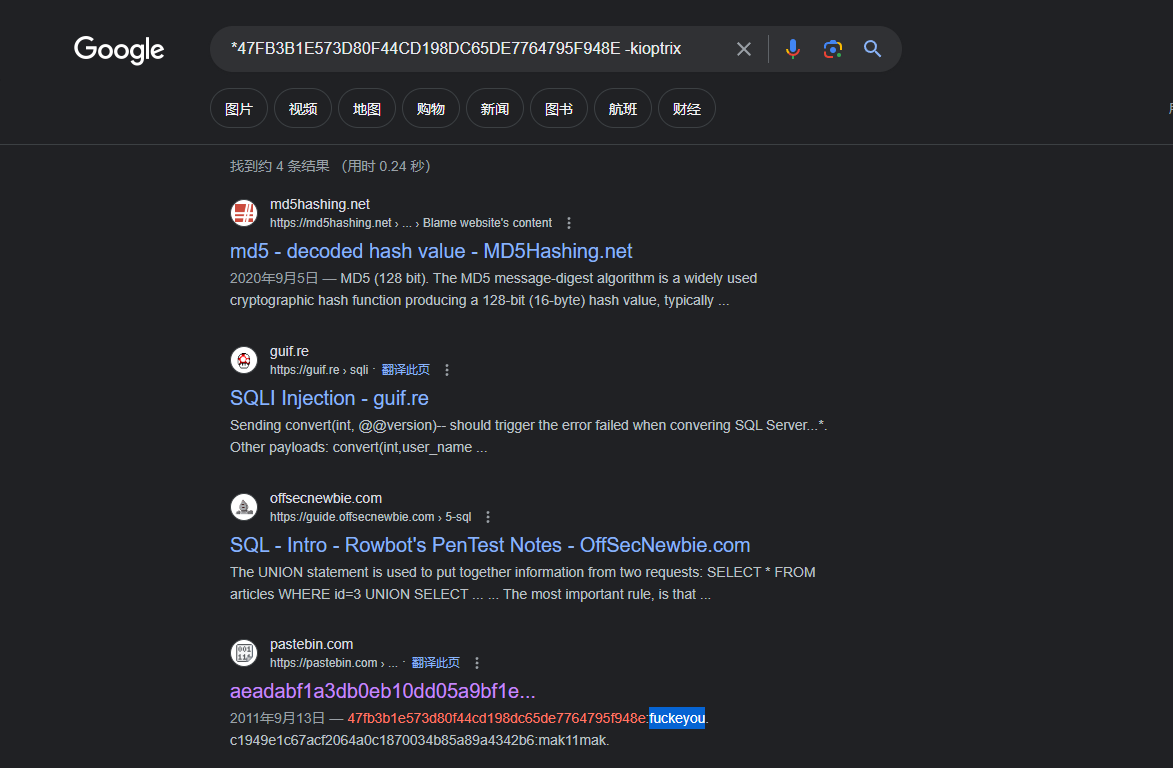 Google
*47FB3B1E573D80F44CD198DC65DE7764795F948E -kioptrix
图片 视频 地图 购物 新闻 图书 航班 财经
找到约 4 条结果 （用时 0.24 秒）
md5hashing.net
https://md5hashing.net › ... › Blame website's content
md5 - decoded hash value - MD5Hashing.net
2020年9月5日 — MD5 (128 bit). The MD5 message-digest algorithm is a widely used
cryptographic hash function producing a 128-bit (16-byte) hash value, typically ...
guif.re
https://guif.re › sqli · 翻译此页
SQLI Injection - guif.re
Sending convert(int, @@version)-- should trigger the error failed when convering SQL Server...*.
Other payloads: convert(int,user_name ...
offsecnewbie.com
https://guide.offsecnewbie.com › 5-sql
SQL - Intro - Rowbot's PenTest Notes - OffSecNewbie.com
The UNION statement is used to put together information from two requests: SELECT * FROM
articles WHERE id=3 UNION SELECT ... ... The most important rule, is that ...
pastebin.com
https://pastebin.com › ... · 翻译此页
aeadabf1a3db0eb10dd05a9bf1e...
2011年9月13日 — 47fb3b1e573d80f44cd198dc65de7764795f948e:fuckeyou.
c1949e1c67acf2064a0c1870034b85a89a4342b6:mak11mak.